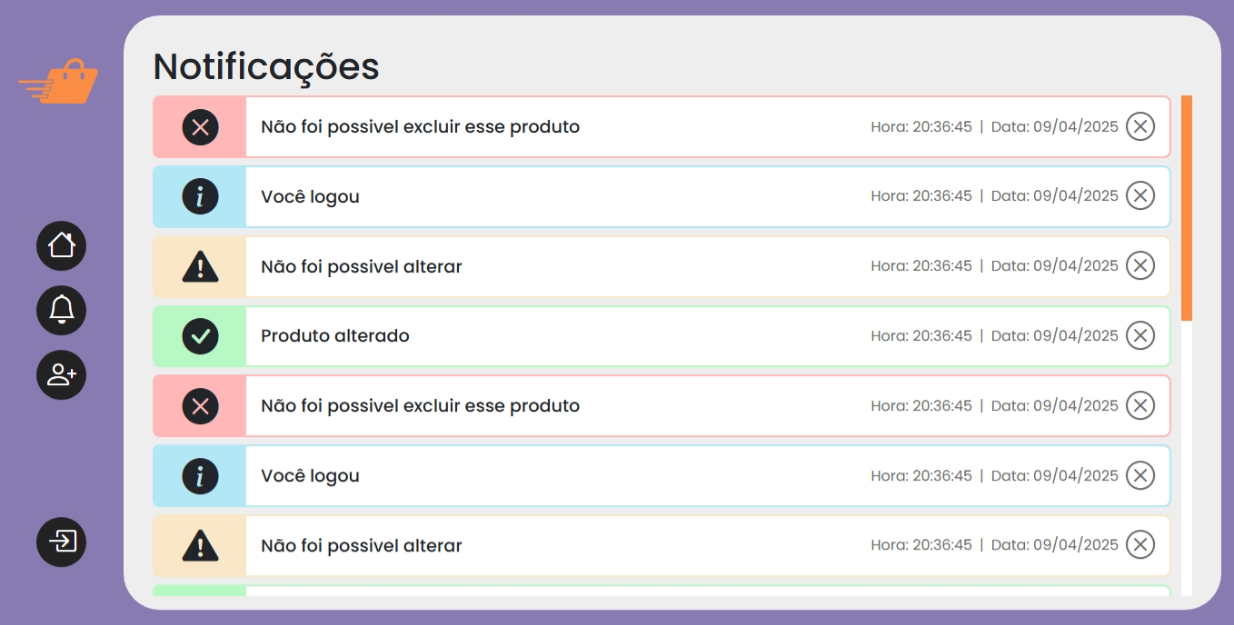 Notificações
Não foi possivel excluir esse produto Hora: 20:36:45 | Data: 09/04/2025
Você logou Hora: 20:36:45 | Data: 09/04/2025
Não foi possivel alterar Hora: 20:36:45 | Data: 09/04/2025
Produto alterado Hora: 20:36:45 | Data: 09/04/2025
Não foi possivel excluir esse produto Hora: 20:36:45 | Data: 09/04/2025
Você logou Hora: 20:36:45 | Data: 09/04/2025
Não foi possivel alterar Hora: 20:36:45 | Data: 09/04/2025